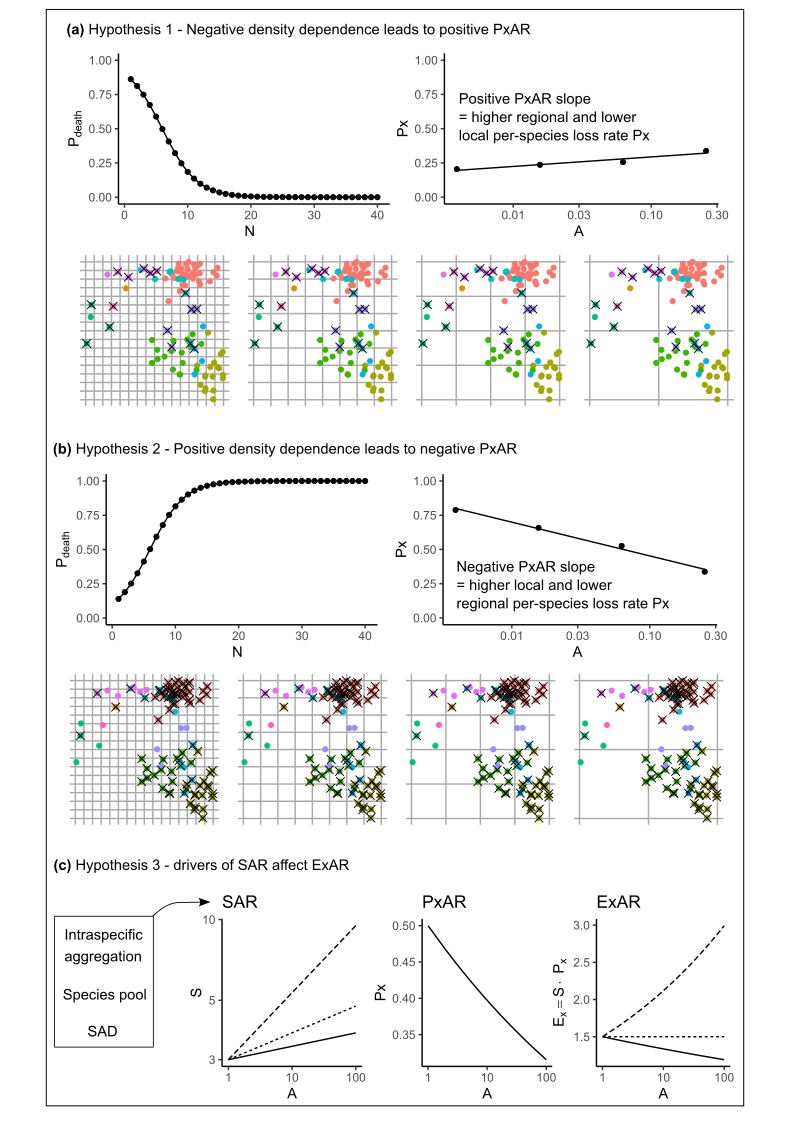 (a) Hypothesis 1 - Negative density dependence leads to positive PxAR
1.00
0.75
0.50
0.25
0.00
Pdeath
0
10
20
30
40
N
1.00
0.75
0.50
0.25
0.00
Px
Positive PxAR slope
= higher regional and lower
local per-species loss rate Px
0.01
0.03
0.10
0.30
A
(b) Hypothesis 2 - Positive density dependence leads to negative PxAR
1.00
0.75
0.50
0.25
0.00
Pdeath
0
10
20
30
40
N
1.00
0.75
0.50
0.25
0.00
Px
Negative PxAR slope
= higher local and lower
regional per-species loss rate Px
0.01
0.03
0.10
0.30
A
(c) Hypothesis 3 - drivers of SAR affect ExAR
Intraspecific
aggregation
Species pool
SAD
SAR
10
5
3
S
1
10
100
A
PxAR
0.50
0.45
0.40
0.35
Px
1
10
100
A
ExAR
3.0
2.5
2.0
1.5
Ex = S · Px
1
10
100
A